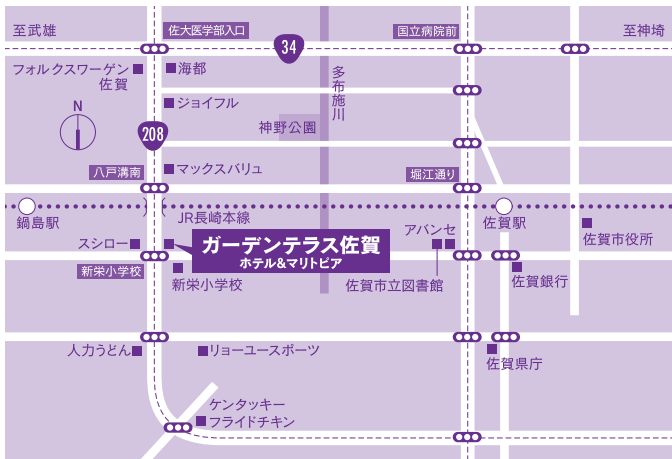 至武雄
佐大医学部入口
34
国立病院前
至神埼
フォルクスワーゲン
佐賀
海都
多布施川
ジョイフル
N
208
神野公園
八戸溝南
マックスバリュ
堀江通り
鍋島駅
JR長崎本線
佐賀駅
スシロー
ガーデンテラス佐賀
ホテル&マリトピア
アバンセ
佐賀市役所
新栄小学校
新栄小学校
佐賀市立図書館
佐賀銀行
人力うどん
リョーユースポーツ
佐賀県庁
ケンタッキー
フライドチキン